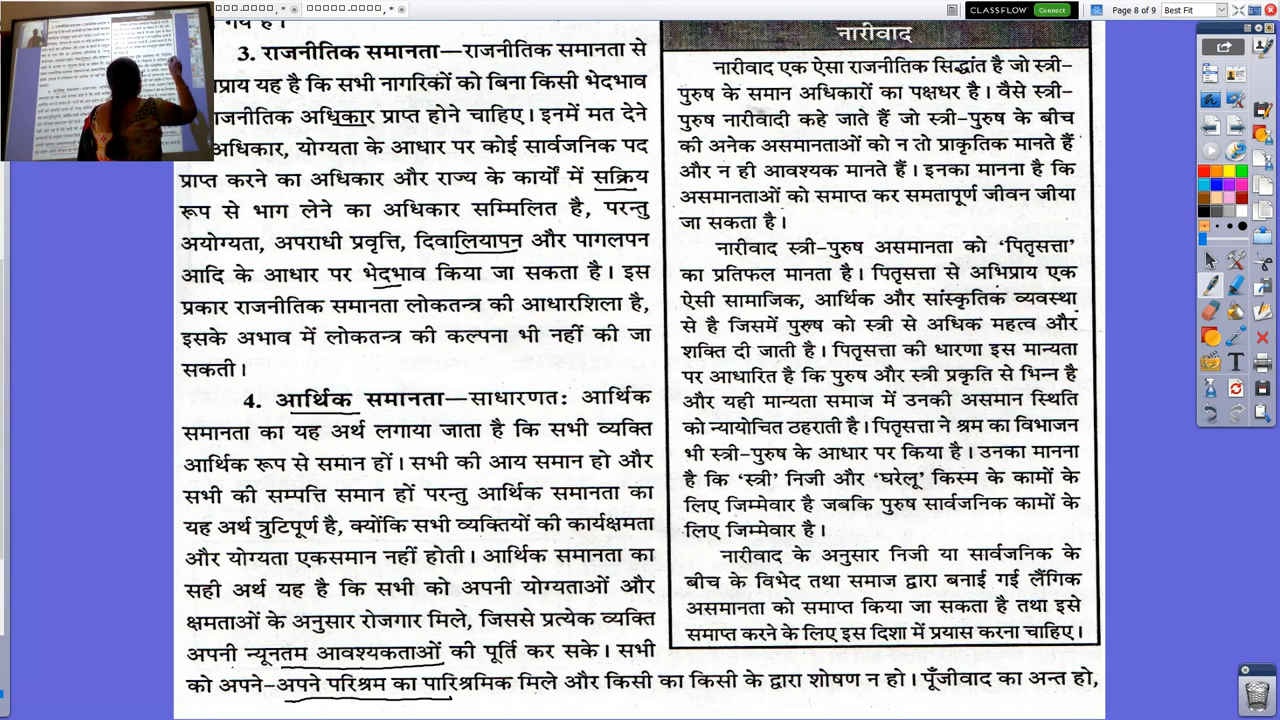 CLASSFLOW
Connect
Page 8 of 9
Best Fit
गये हैं।
3. राजनीतिक समानता—राजनीतिक समानता से
प्राय यह है कि सभी नागरिकों को बिना किसी भेदभाव
जनीतिक अधिकार प्राप्त होने चाहिए। इनमें मत देने
अधिकार, योग्यता के आधार पर कोई सार्वजनिक पद
प्राप्त करने का अधिकार और राज्य के कार्यों में सक्रिय
रूप से भाग लेने का अधिकार सम्मिलित है, परन्तु
अयोग्यता, अपराधी प्रवृत्ति, दिवालियापन और पागलपन
आदि के आधार पर भेदभाव किया जा सकता है। इस
प्रकार राजनीतिक समानता लोकतन्त्र की आधारशिला है,
इसके अभाव में लोकतन्त्र की कल्पना भी नहीं की जा
सकती।
4. आर्थिक समानता—साधारणतः आर्थिक
समानता का यह अर्थ लगाया जाता है कि सभी व्यक्ति
आर्थिक रूप से समान हों। सभी की आय समान हो और
सभी की सम्पत्ति समान हों परन्तु आर्थिक समानता का
यह अर्थ त्रुटिपूर्ण है, क्योंकि सभी व्यक्तियों की कार्यक्षमता
और योग्यता एकसमान नहीं होती। आर्थिक समानता का
सही अर्थ यह है कि सभी को अपनी योग्यताओं और
क्षमताओं के अनुसार रोजगार मिले, जिससे प्रत्येक व्यक्ति
अपनी न्यूनतम आवश्यकताओं की पूर्ति कर सके। सभी
को अपने-अपने परिश्रम का पारिश्रमिक मिले और किसी का किसी के द्वारा शोषण न हो। पूँजीवाद का अन्त हो,
नारीवाद
नारीवाद एक ऐसा राजनीतिक सिद्धांत है जो स्त्री-
पुरुष के समान अधिकारों का पक्षधर है। वैसे स्त्री-
पुरुष नारीवादी कहे जाते हैं जो स्त्री-पुरुष के बीच
की अनेक असमानताओं को न तो प्राकृतिक मानते हैं
और न ही आवश्यक मानते हैं। इनका मानना है कि
असमानताओं को समाप्त कर समतापूर्ण जीवन जीया
जा सकता है।
नारीवाद स्त्री-पुरुष असमानता को 'पितृसत्ता'
का प्रतिफल मानता है। पितृसत्ता से अभिप्राय एक
ऐसी सामाजिक, आर्थिक और सांस्कृतिक व्यवस्था
से है जिसमें पुरुष को स्त्री से अधिक महत्व और
शक्ति दी जाती है। पितृसत्ता की धारणा इस मान्यता
पर आधारित है कि पुरुष और स्त्री प्रकृति से भिन्न है
और यही मान्यता समाज में उनकी असमान स्थिति
को न्यायोचित ठहराती है। पितृसत्ता ने श्रम का विभाजन
भी स्त्री-पुरुष के आधार पर किया है। उनका मानना
है कि 'स्त्री' निजी और 'घरेलू' किस्म के कामों के
लिए जिम्मेवार है जबकि पुरुष सार्वजनिक कामों के
लिए जिम्मेवार है।
नारीवाद के अनुसार निजी या सार्वजनिक के
बीच के विभेद तथा समाज द्वारा बनाई गई लैंगिक
असमानता को समाप्त किया जा सकता है तथा इसे
समाप्त करने के लिए इस दिशा में प्रयास करना चाहिए।